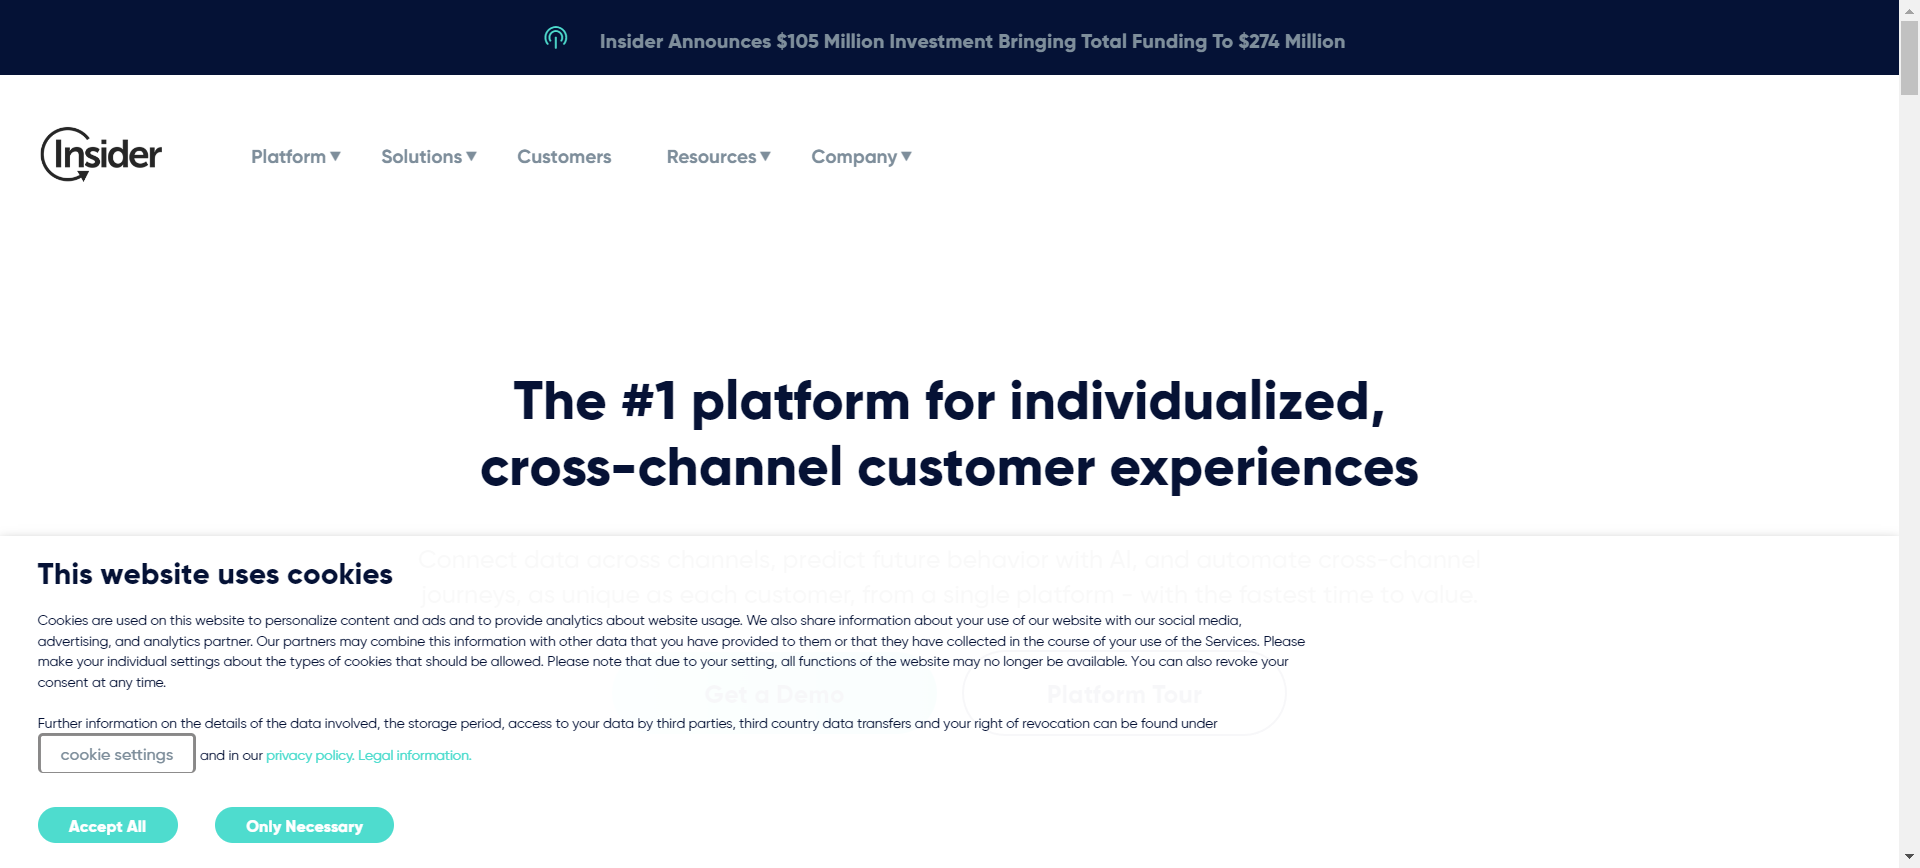 Insider Announces $105 Million Investment Bringing Total Funding To $274 Million
Insider
Platform ▼ Solutions ▼ Customers Resources ▼ Company ▼
The #1 platform for individualized,
cross-channel customer experiences
Connect data across channels, predict future behavior with AI, and automate cross-channel
journeys, as unique as each customer, from a single platform - with the fastest time to value.
Get a Demo
Platform Tour
This website uses cookies
Cookies are used on this website to personalize content and ads and to provide analytics about website usage. We also share information about your use of our website with our social media,
advertising, and analytics partner. Our partners may combine this information with other data that you have provided to them or that they have collected in the course of your use of the Services. Please
make your individual settings about the types of cookies that should be allowed. Please note that due to your setting, all functions of the website may no longer be available. You can also revoke your
consent at any time.
Further information on the details of the data involved, the storage period, access to your data by third parties, third country data transfers and your right of revocation can be found under
cookie settings and in our privacy policy. Legal information.
Accept All
Only Necessary